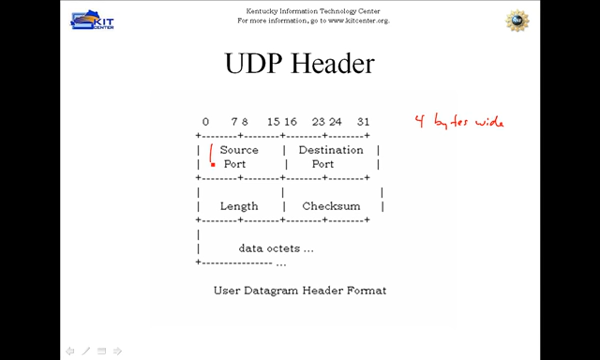 Kentucky Information Technology Center
For more information, go to www.kitcenter.org.
KIT
CENTER
UDP Header
0 7 8 15 16 23 24 31
4 bytes wide
Source Destination
Port Port
Length Checksum
data octets ...
...
User Datagram Header Format